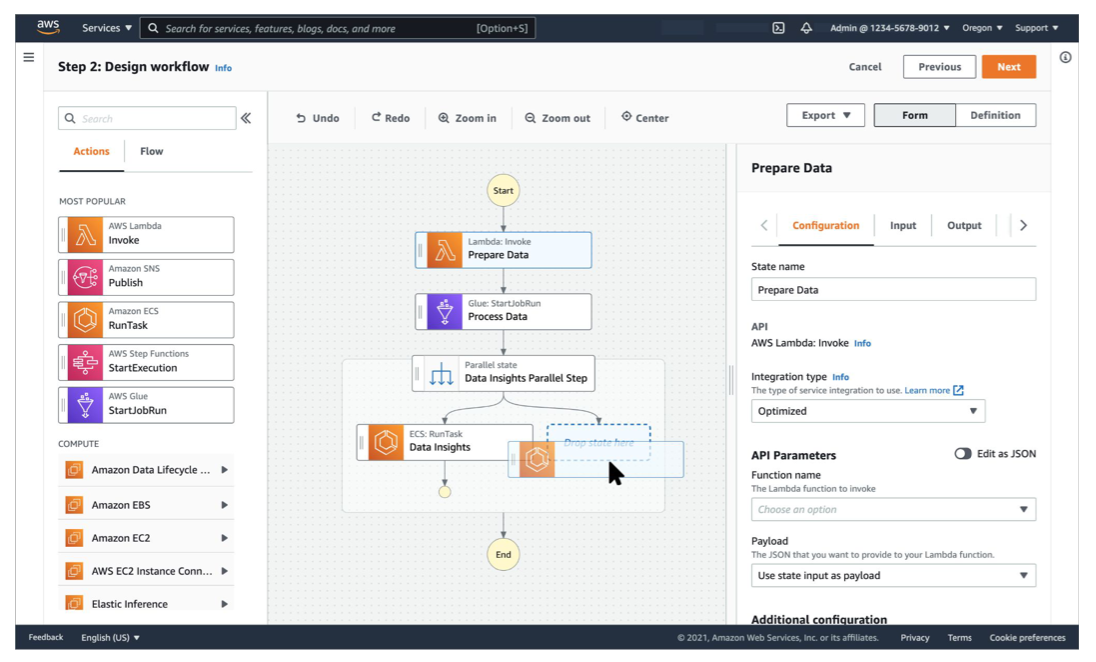 aws
Services ▼
Search for services, features, blogs, docs, and more
[Option+S]
Admin @ 1234-5678-9012 ▼
Oregon ▼
Support ▼
Step 2: Design workflow Info
Cancel
Previous
Next
Search
Actions
Flow
MOST POPULAR
AWS Lambda
Invoke
Amazon SNS
Publish
Amazon ECS
RunTask
AWS Step Functions
StartExecution
AWS Glue
StartJobRun
COMPUTE
Amazon Data Lifecycle ...
Amazon EBS
Amazon EC2
AWS EC2 Instance Conn...
Elastic Inference
Undo
Redo
Zoom in
Zoom out
Center
Export ▼
Form
Definition
Start
Lambda: Invoke
Prepare Data
Glue: StartJobRun
Process Data
Parallel state
Data Insights Parallel Step
ECS: RunTask
Data Insights
Drop state here
End
Prepare Data
Configuration
Input
Output
State name
Prepare Data
API
AWS Lambda: Invoke Info
Integration type Info
The type of service integration to use. Learn more
Optimized
API Parameters
Edit as JSON
Function name
The Lambda function to invoke
Choose an option
Payload
The JSON that you want to provide to your Lambda function.
Use state input as payload
Additional configuration
Feedback
English (US) ▼
© 2021, Amazon Web Services, Inc. or its affiliates.
Privacy
Terms
Cookie preferences